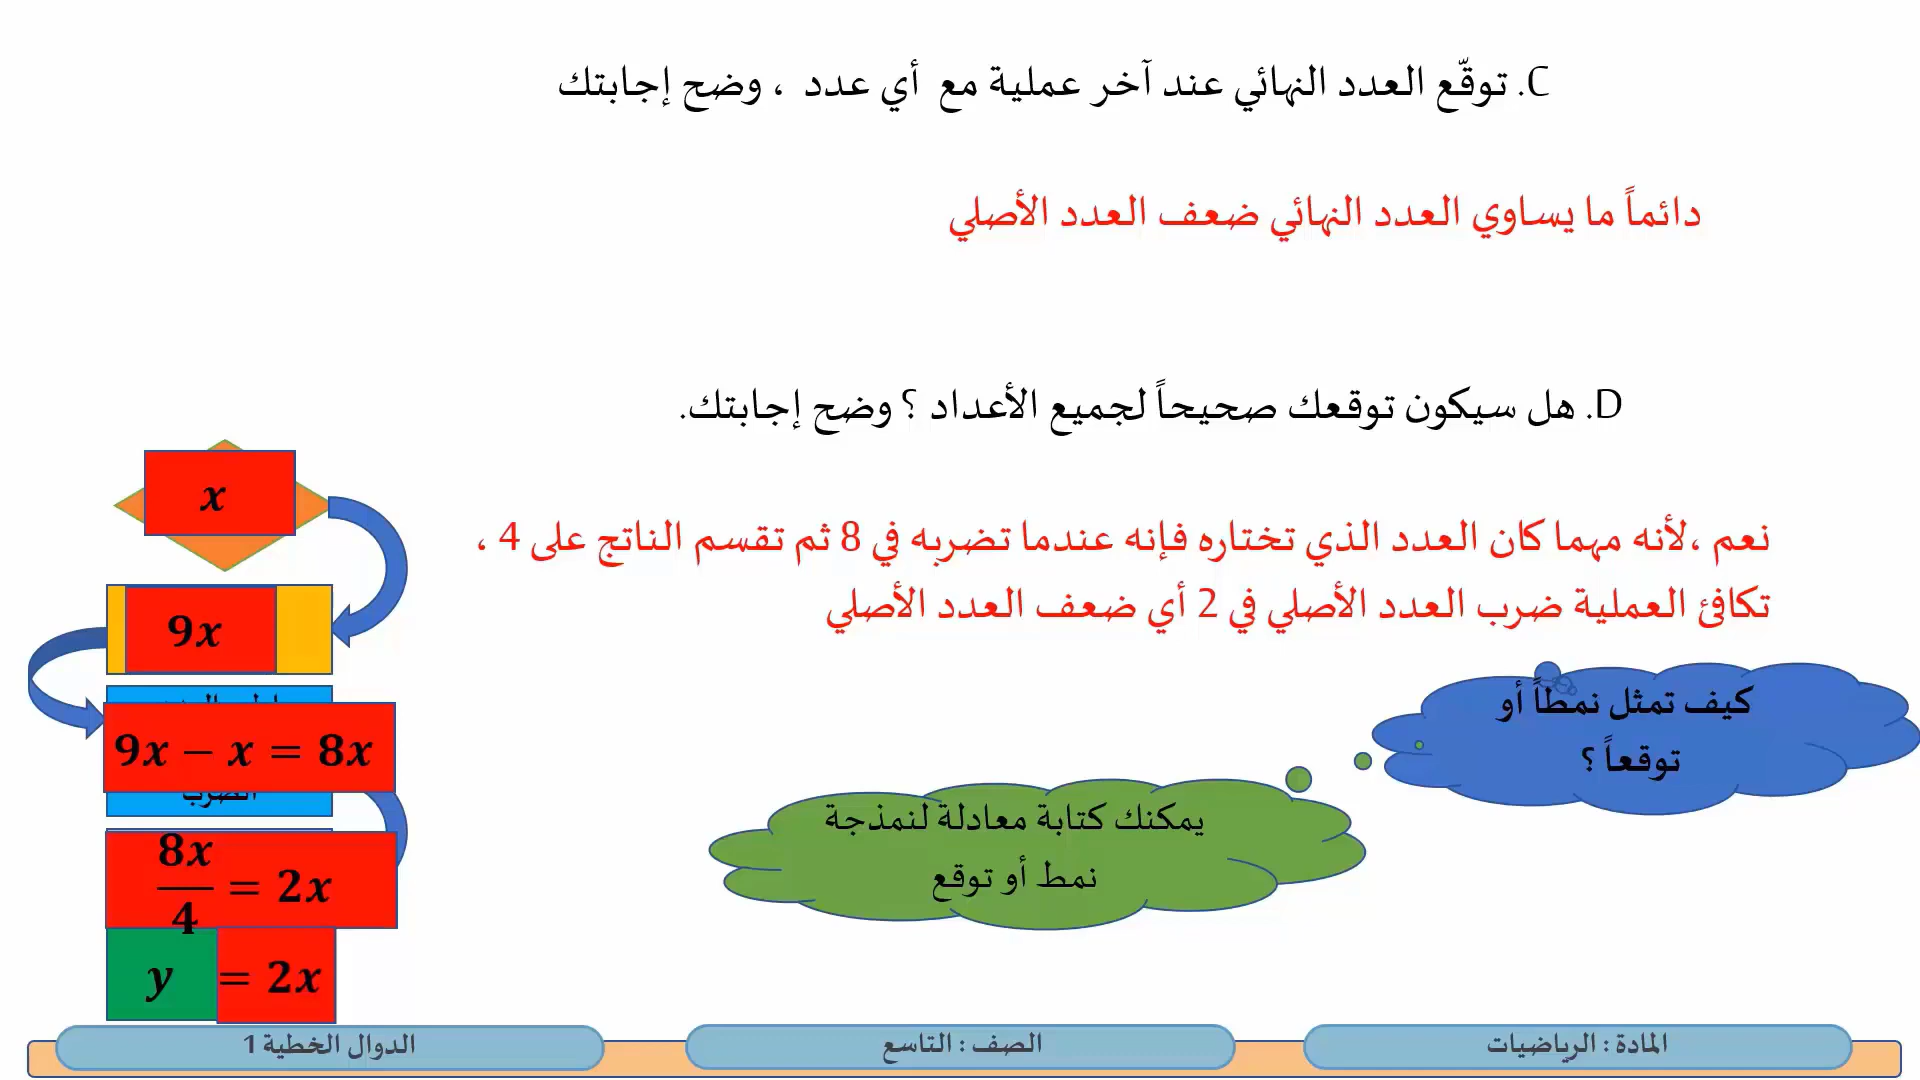 C. توقّع العدد النهائي عند آخر عملية مع أي عدد ، وضح إجابتك
دائماً ما يساوي العدد النهائي ضعف العدد الأصلي
D. هل سيكون توقعك صحيحاً لجميع الأعداد ؟ وضح إجابتك.
نعم ،لأنه مهما كان العدد الذي تختاره فإنه عندما تضربه في 8 ثم تقسم الناتج على 4 ،
تكافئ العملية ضرب العدد الأصلي في 2 أي ضعف العدد الأصلي
x
9x
9x − x = 8x
8x/4 = 2x
y = 2x
كيف تمثل نمطاً أو
توقعاً ؟
يمكنك كتابة معادلة لنمذجة
نمط أو توقع
المادة : الرياضيات
الصف : التاسع
الدوال الخطية 1